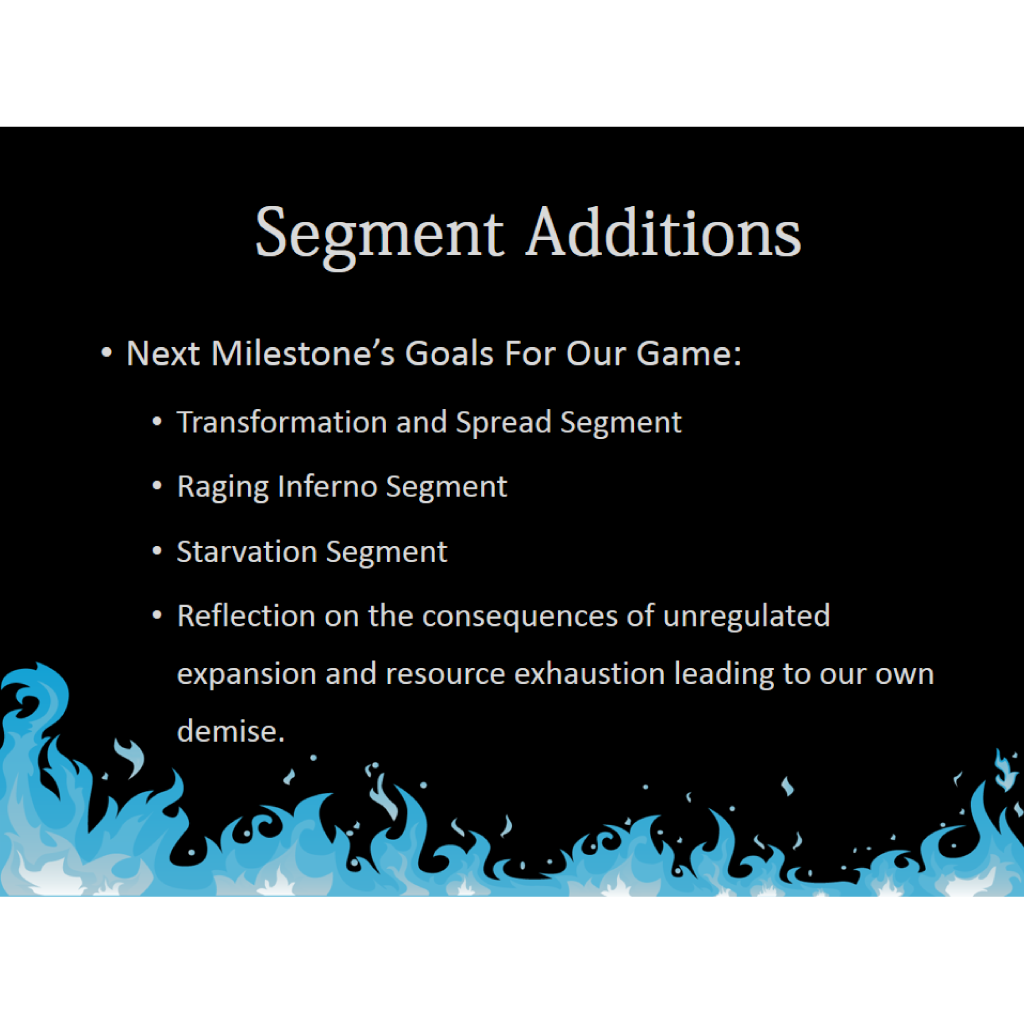 Segment Additions
• Next Milestone’s Goals For Our Game:
• Transformation and Spread Segment
• Raging Inferno Segment
• Starvation Segment
• Reflection on the consequences of unregulated
expansion and resource exhaustion leading to our own
demise.